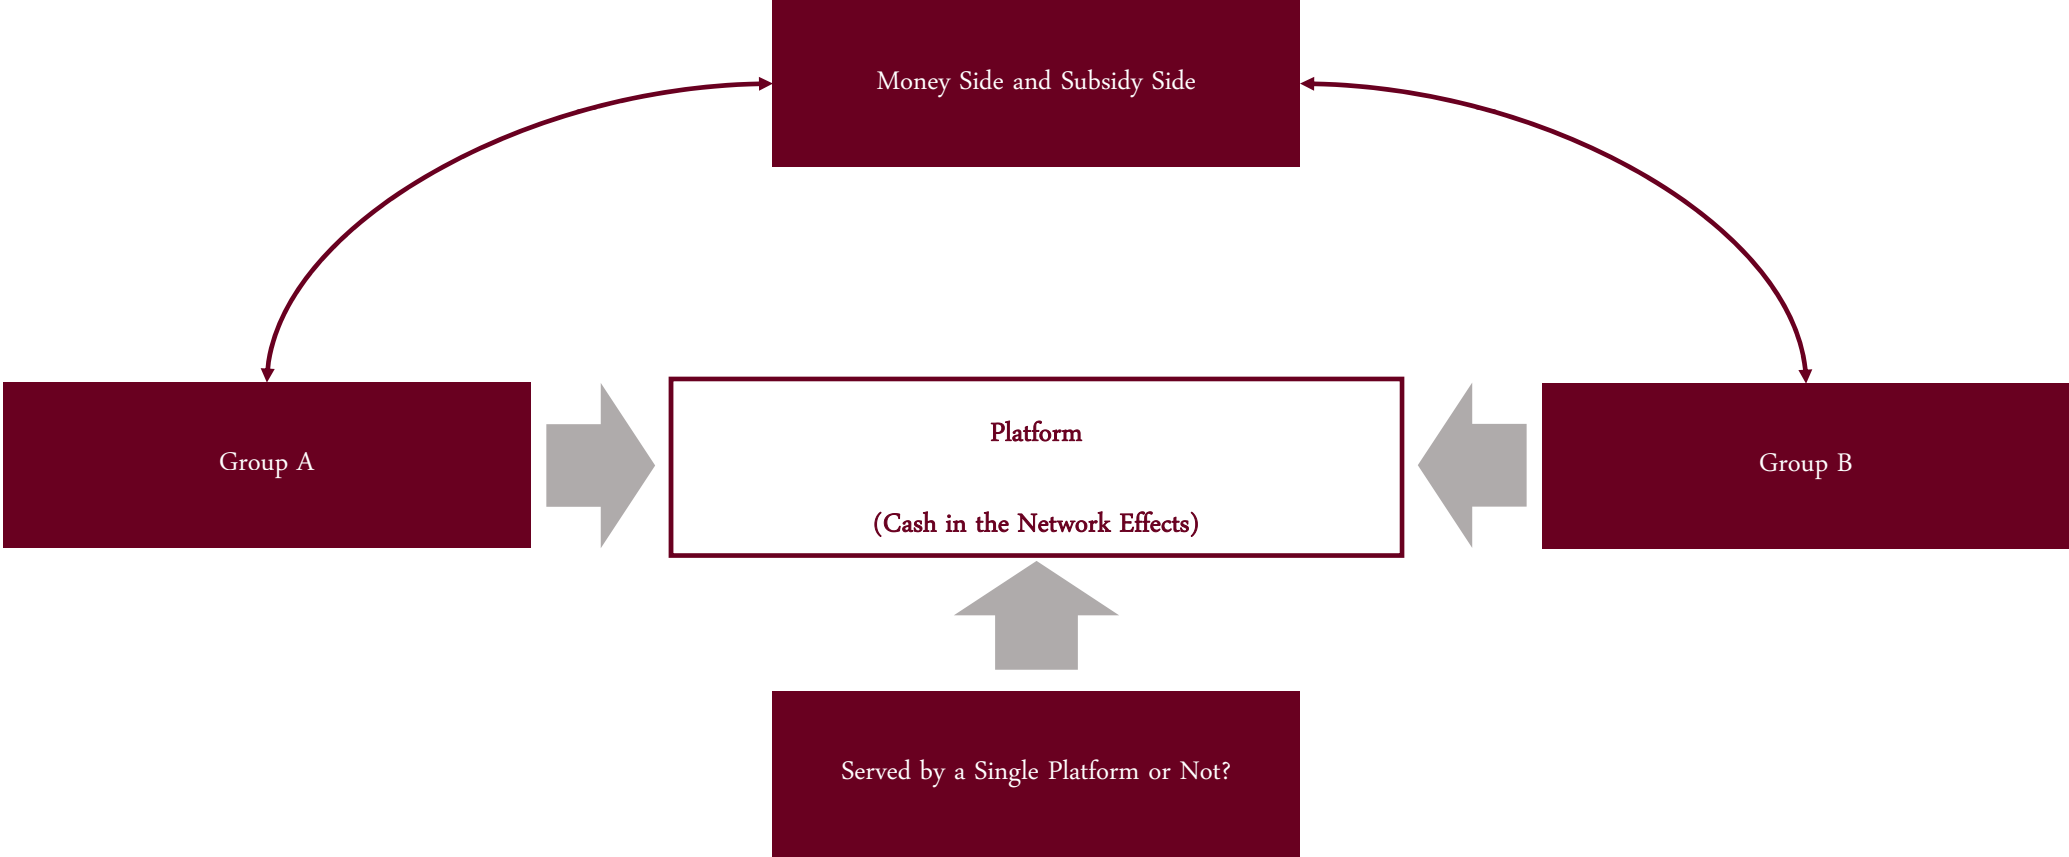 Money Side and Subsidy Side
Group A
Platform
(Cash in the Network Effects)
Group B
Served by a Single Platform or Not?